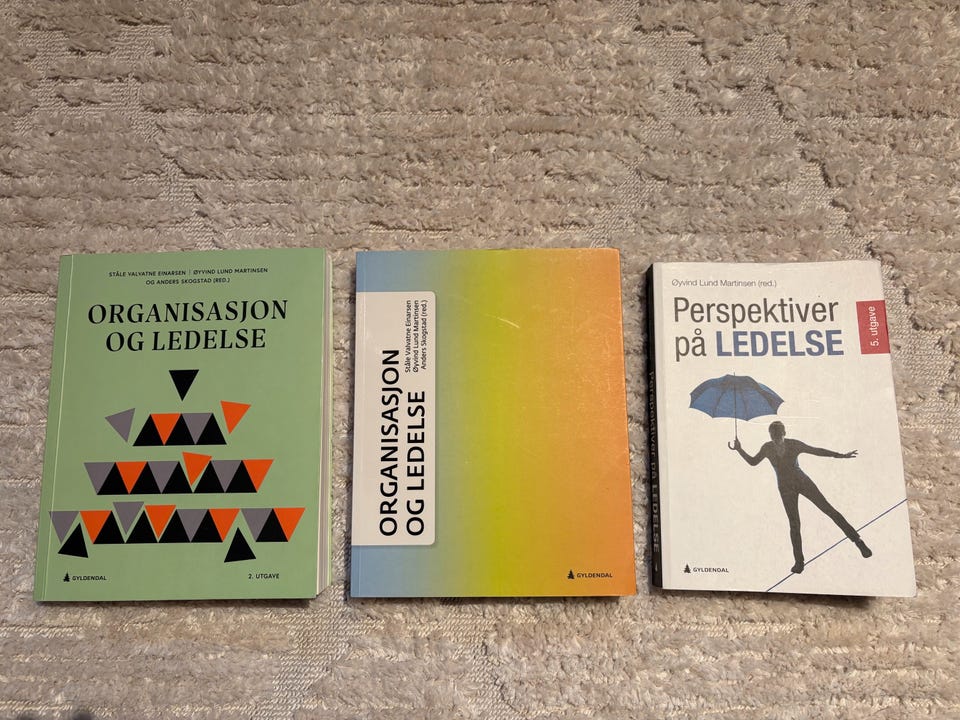 STÅLE VALVATNE EINARSEN | ØYVIND LUND MARTINSEN
OG ANDERS SKOGSTAD (RED.)
ORGANISASJON
OG LEDELSE
GYLDENDAL
2. UTGAVE
ORGANISASJON
OG LEDELSE
Ståle Valvatne Einarsen
Øyvind Lund Martinsen
Anders Skogstad (red.)
GYLDENDAL
Øyvind Lund Martinsen (red.)
Perspektiver
på LEDELSE
5. utgave
Perspektiver på LEDELSE
GYLDENDAL